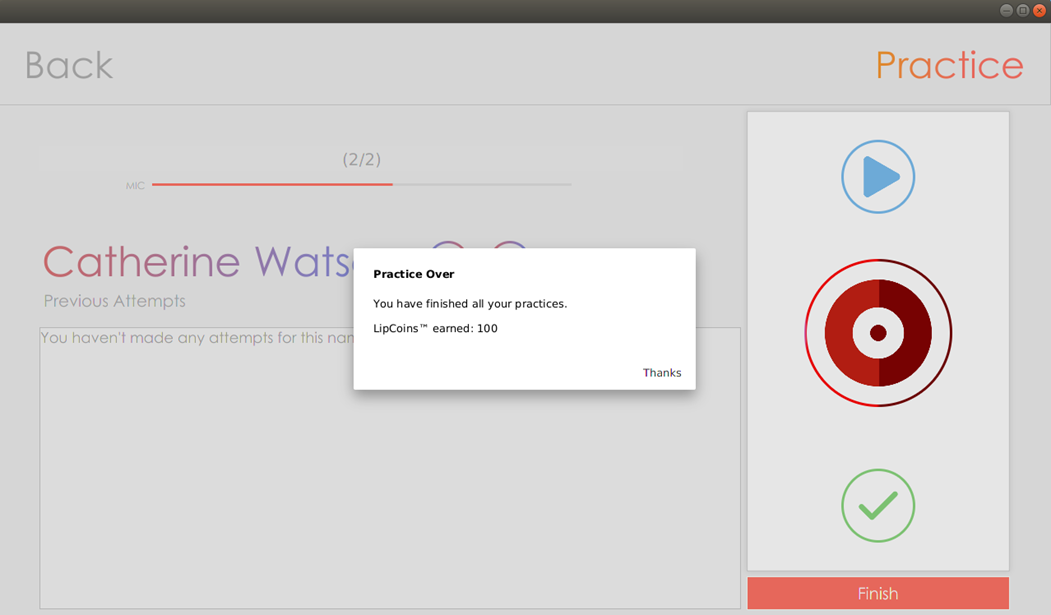 Back
Practice
(2/2)
MIC
Catherine Wats
Previous Attempts
You haven't made any attempts for this nam
Practice Over
You have finished all your practices.
LipCoins™ earned: 100
Thanks
Finish